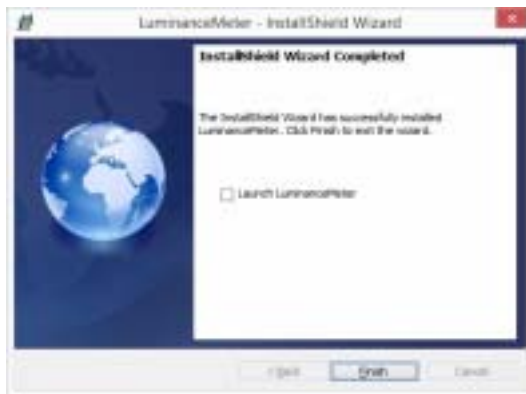 LuminanceMeter - InstallShield Wizard
InstallShield Wizard Completed
The InstallShield Wizard has successfully installed
LuminanceMeter. Click Finish to exit the wizard.
Launch LuminanceMeter
< Back
Finish
Cancel